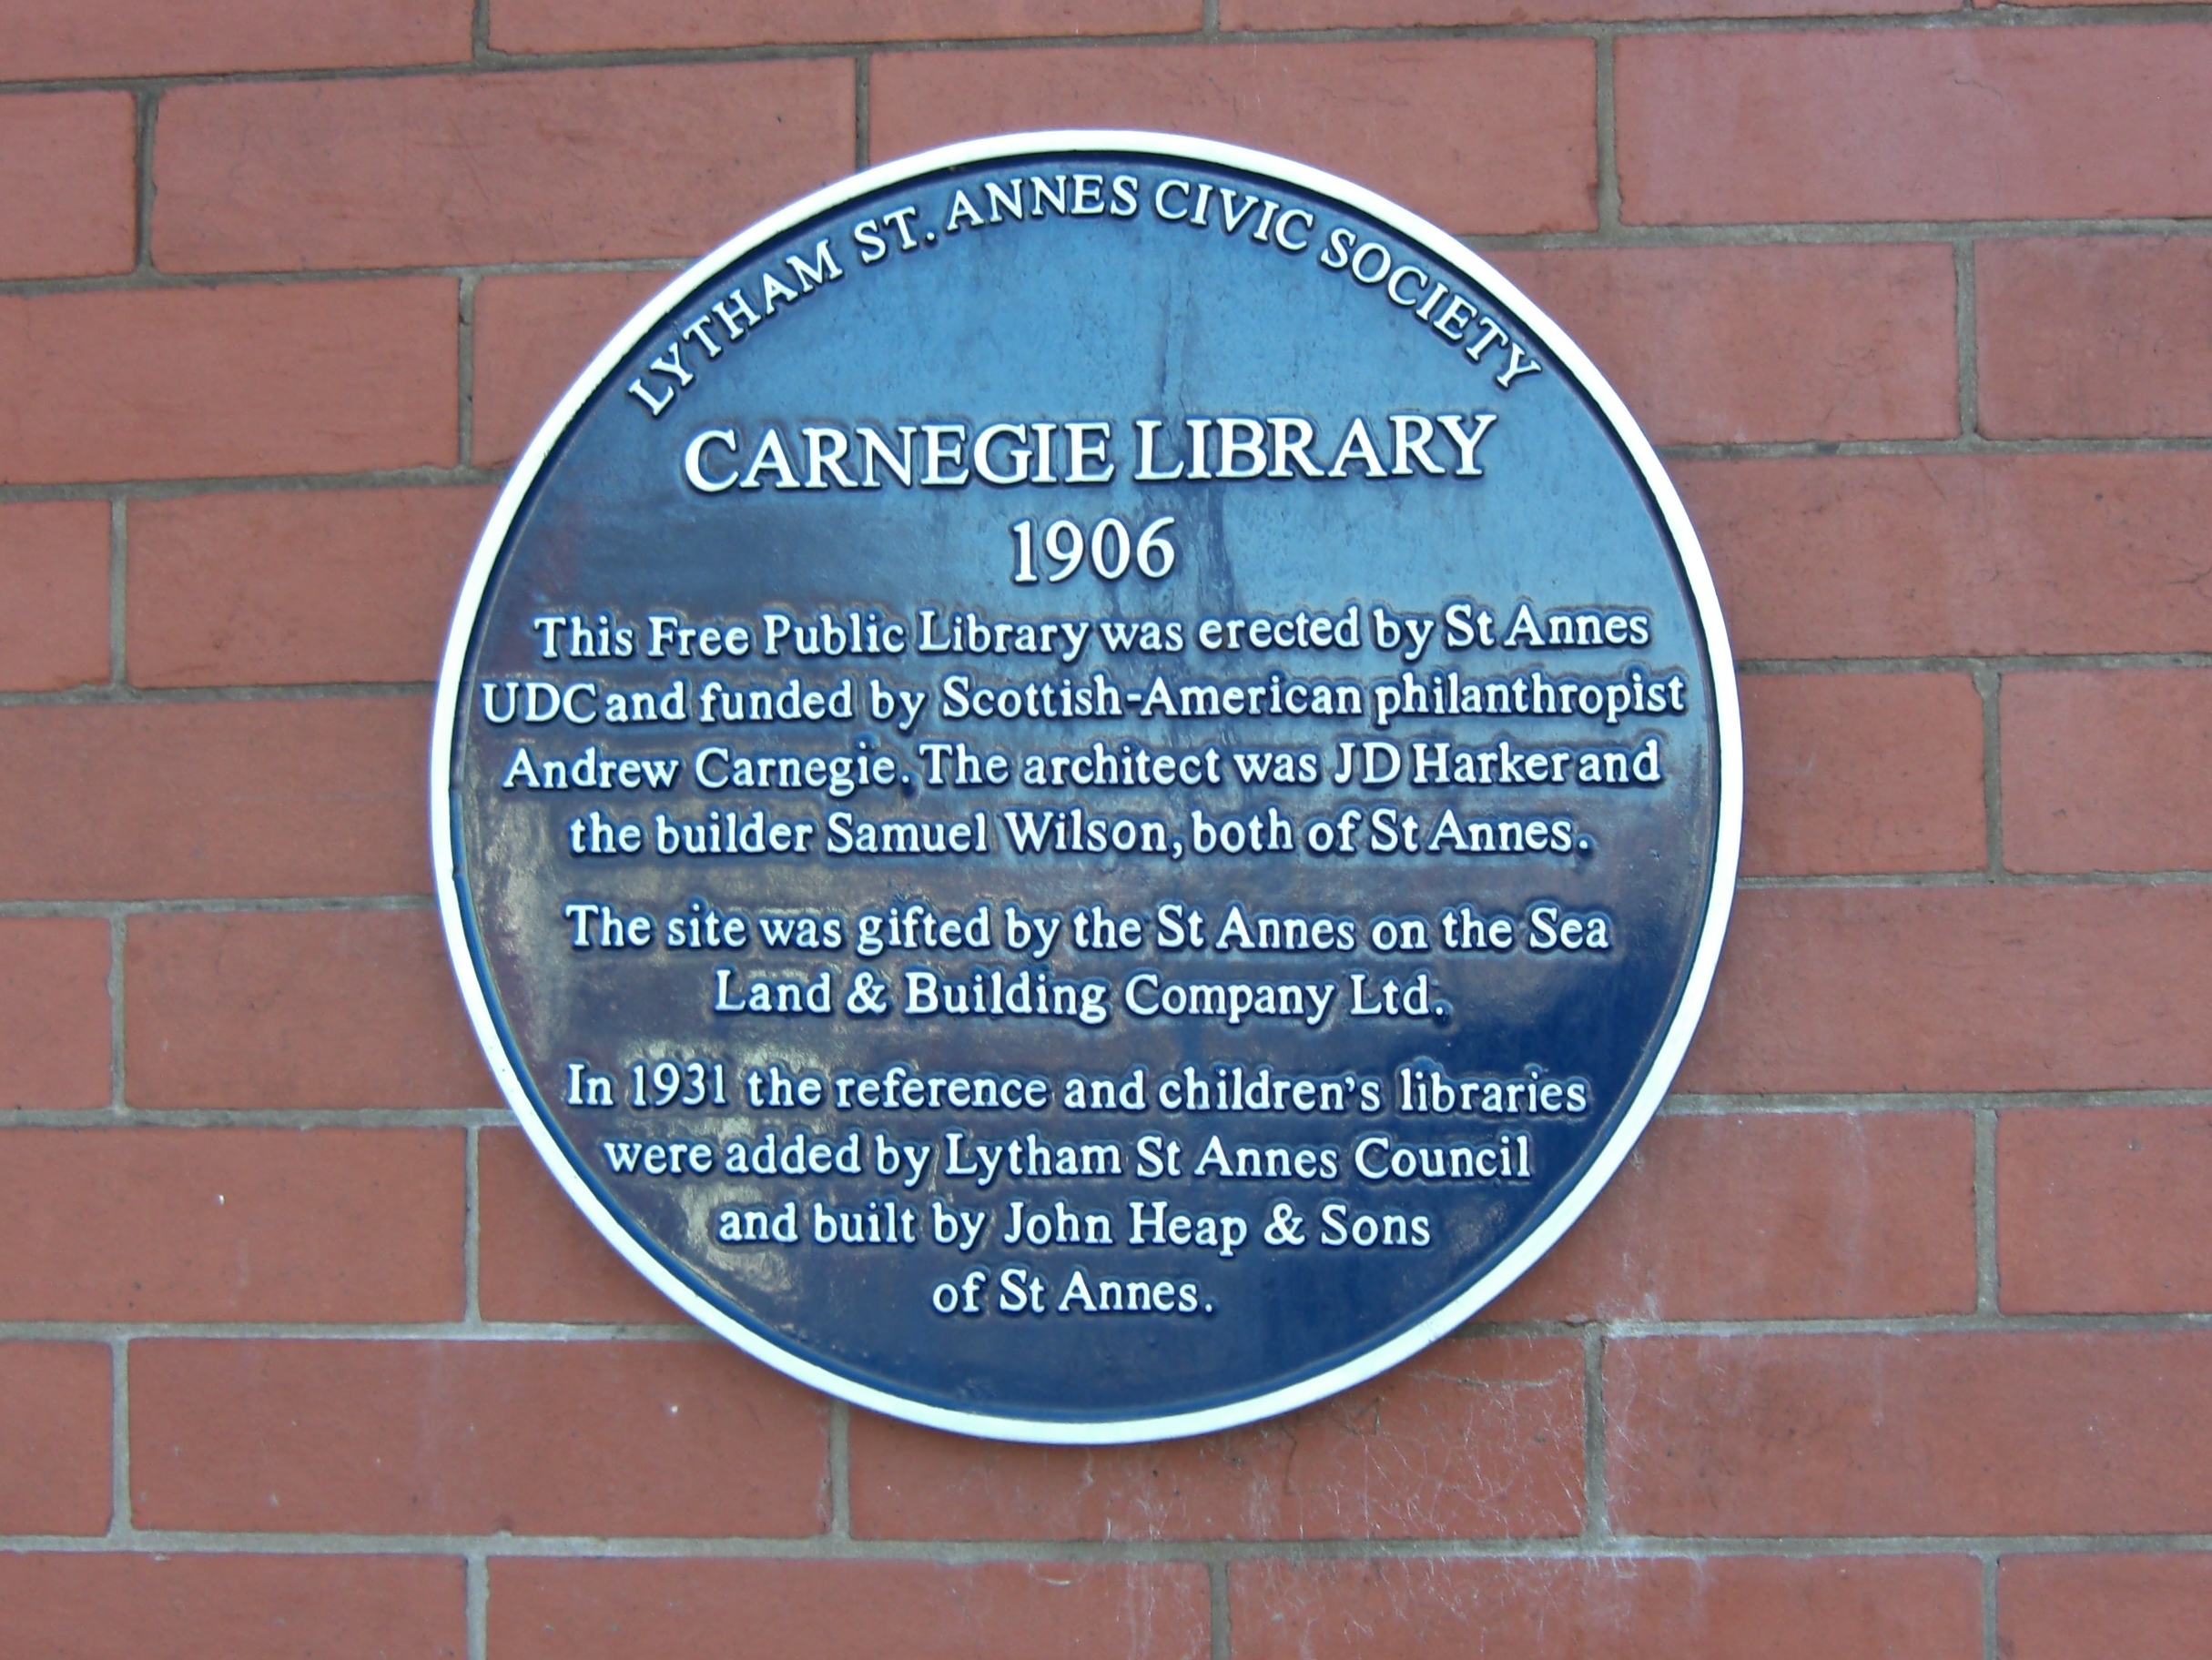 LYTHAM ST. ANNES CIVIC SOCIETY
CARNEGIE LIBRARY
1906
This Free Public Library was erected by St Annes
UDC and funded by Scottish-American philanthropist
Andrew Carnegie. The architect was JD Harker and
the builder Samuel Wilson, both of St Annes.
The site was gifted by the St Annes on the Sea
Land & Building Company Ltd.
In 1931 the reference and children's libraries
were added by Lytham St Annes Council
and built by John Heap & Sons
of St Annes.